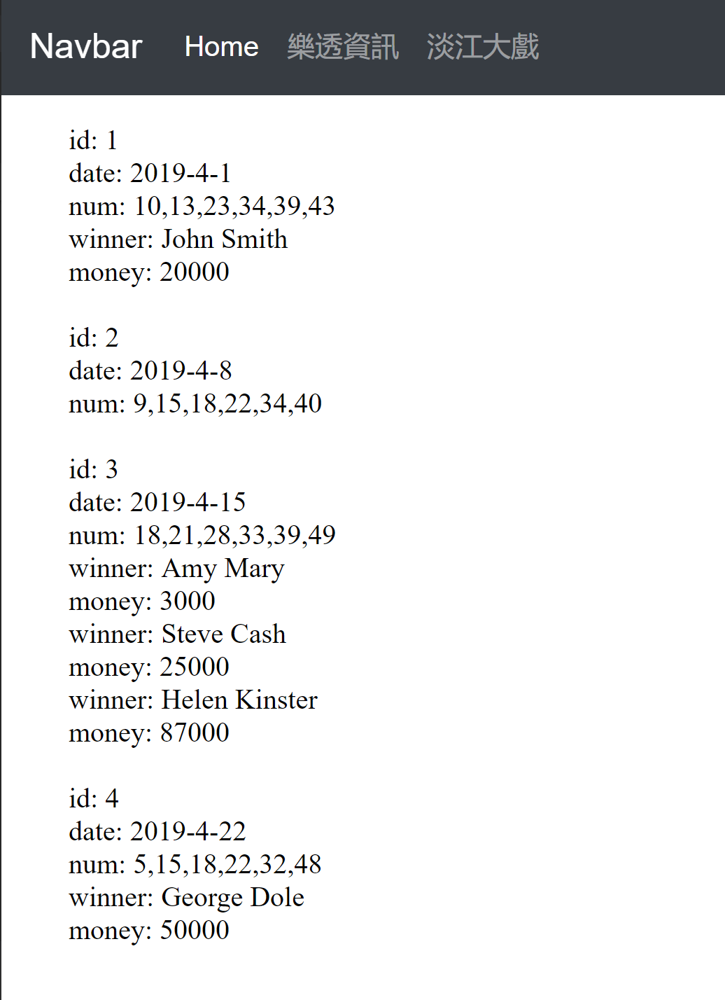 Navbar Home 樂透資訊 淡江大戲
id: 1
date: 2019-4-1
num: 10,13,23,34,39,43
winner: John Smith
money: 20000
id: 2
date: 2019-4-8
num: 9,15,18,22,34,40
id: 3
date: 2019-4-15
num: 18,21,28,33,39,49
winner: Amy Mary
money: 3000
winner: Steve Cash
money: 25000
winner: Helen Kinster
money: 87000
id: 4
date: 2019-4-22
num: 5,15,18,22,32,48
winner: George Dole
money: 50000